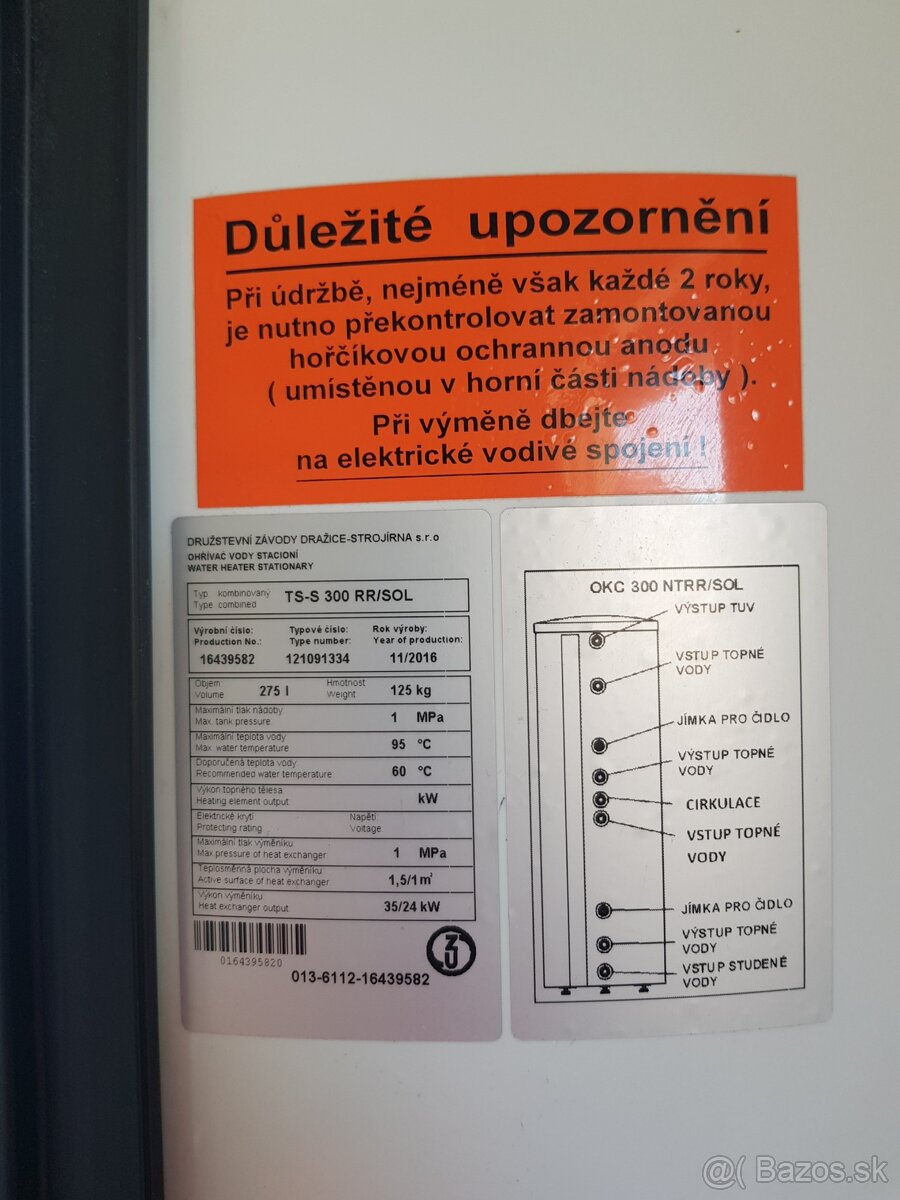 Důležité upozornění
Při údržbě, nejméně však každé 2 roky,
je nutno překontrolovat zamontovanou
hořčíkovou ochrannou anodu
( umístěnou v horní části nádoby ).
Při výměně dbejte
na elektrické vodivé spojení !
DRUŽSTEVNÍ ZÁVODY DRAŽICE-STROJÍRNA s.r.o
OHŘÍVAČ VODY STACIONÍ
WATER HEATER STATIONARY
Typ kombinovaný
Type combined
TS-S 300 RR/SOL
Výrobní číslo: Typové číslo: Rok výroby:
Production No.: Type number: Year of production:
16439582 121091334 11/2016
Objem Hmotnost
Volume 275 l Weight 125 kg
Maximální tlak nádoby
Max. tank pressure 1 MPa
Maximální teplota vody
Max water temperature 95 °C
Doporučená teplota vody
Recommended water temperature 60 °C
Výkon topného tělesa
Heating element output kW
Elektrické krytí Napětí
Protecting rating Voltage
Maximální tlak výměníku
Max pressure of heat exchanger 1 MPa
Teplosměnná plocha výměníku
Active surface of heat exchanger 1,5/1 m²
Výkon výměníku
Heat exchanger output 35/24 kW
0164395820
013-6112-16439582
OKC 300 NTRR/SOL
VÝSTUP TUV
VSTUP TOPNÉ
VODY
JÍMKA PRO ČIDLO
VÝSTUP TOPNÉ
VODY
CIRKULACE
VSTUP TOPNÉ
VODY
JÍMKA PRO ČIDLO
VÝSTUP TOPNÉ
VODY
VSTUP STUDENÉ
VODY
@( Bazos.sk